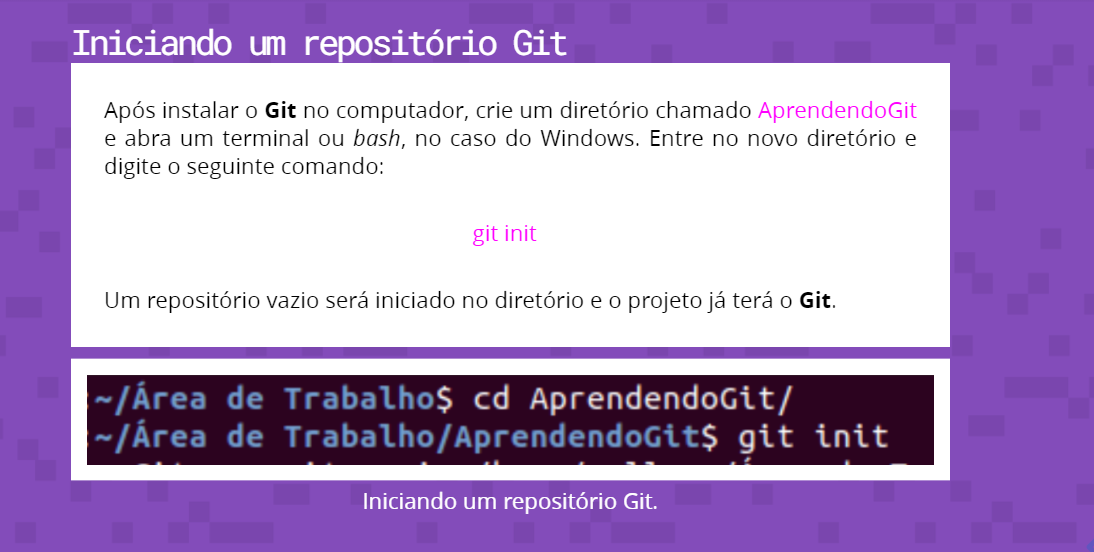 Iniciando um repositório Git
Após instalar o Git no computador, crie um diretório chamado AprendendoGit
e abra um terminal ou bash, no caso do Windows. Entre no novo diretório e
digite o seguinte comando:
git init
Um repositório vazio será iniciado no diretório e o projeto já terá o Git.
:~/Área de Trabalho$ cd AprendendoGit/
:~/Área de Trabalho/AprendendoGit$ git init
Iniciando um repositório Git.